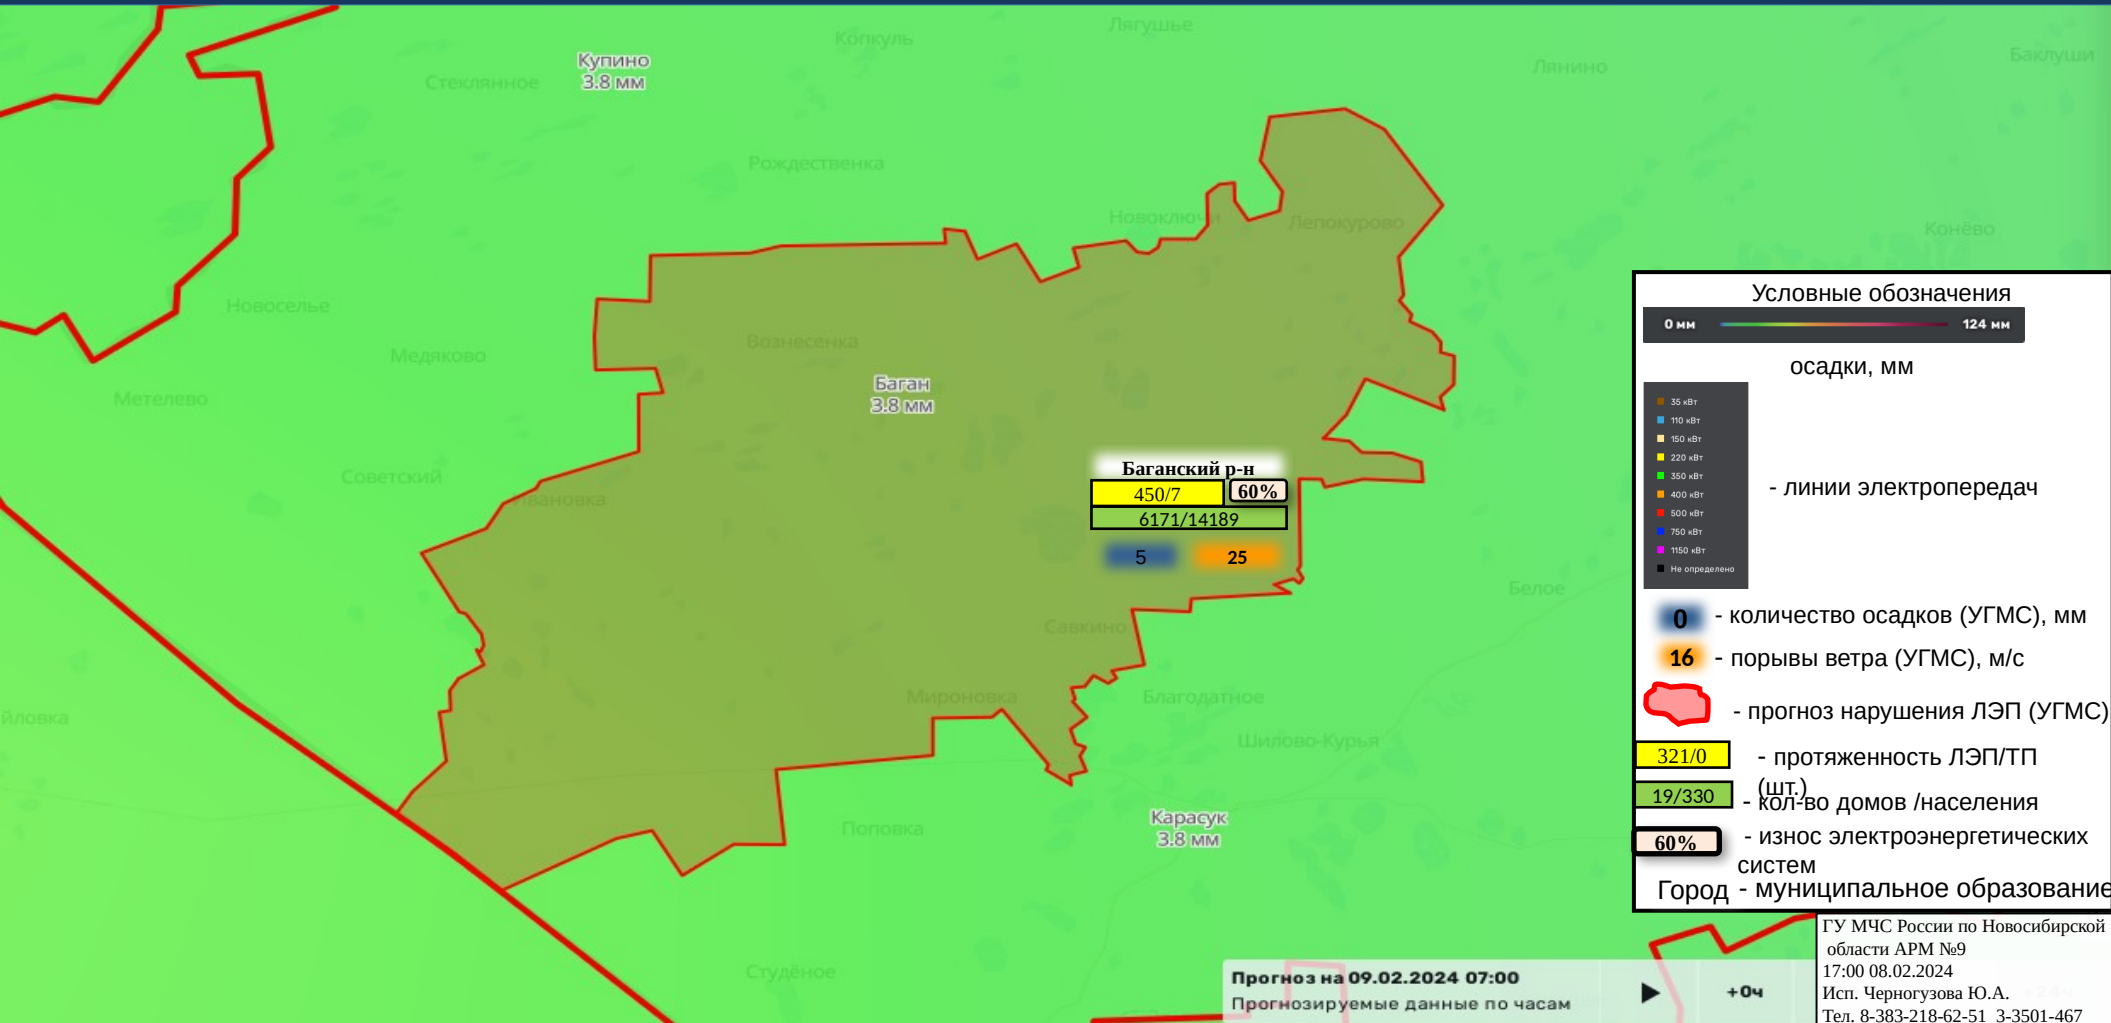 Лягушье
Копкуль
Баклуши
Купино
3.8 мм
Лянино
Стеклянное
Рождественка
Новоключи
Лепокурово
Конёво
Новоселье
Вознесенка
Медяково
Баган
3.8 мм
Метелево
Советский
Ивановка
Баганский р-н
450/7
60%
6171/14189
5
25
Белое
Савкино
Мироновка
Благодатное
йловка
Шилово-Курья
Карасук
3.8 мм
Поповка
Студёное
Условные обозначения
0 мм
124 мм
осадки, мм
35 кВт
110 кВт
150 кВт
220 кВт
350 кВт
400 кВт
500 кВт
750 кВт
1150 кВт
Не определено
- линии электропередач
0 - количество осадков (УГМС), мм
16 - порывы ветра (УГМС), м/с
- прогноз нарушения ЛЭП (УГМС)
321/0 - протяженность ЛЭП/ТП
(шт.)
19/330 - кол-во домов /населения
60% - износ электроэнергетических
систем
Город - муниципальное образование
Прогноз на 09.02.2024 07:00
Прогнозируемые данные по часам
+0ч
ГУ МЧС России по Новосибирской
области АРМ №9
17:00 08.02.2024
Исп. Черногузова Ю.А.
Тел. 8-383-218-62-51 3-3501-467